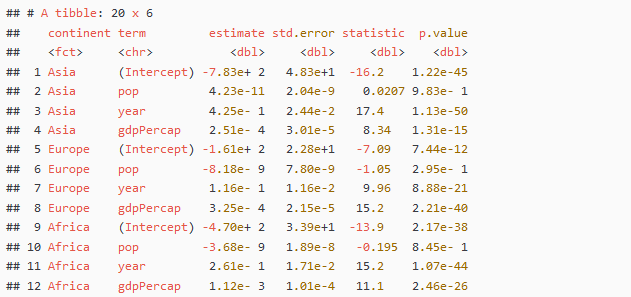 ## # A tibble: 20 x 6
## continent term estimate std.error statistic p.value
## <fct> <chr> <dbl> <dbl> <dbl> <dbl>
## 1 Asia (Intercept) -7.83e+ 2 4.83e+1 -16.2 1.22e-45
## 2 Asia pop 4.23e-11 2.04e-9 0.0207 9.83e- 1
## 3 Asia year 4.25e- 1 2.44e-2 17.4 1.13e-50
## 4 Asia gdpPercap 2.51e- 4 3.01e-5 8.34 1.31e-15
## 5 Europe (Intercept) -1.61e+ 2 2.28e+1 -7.09 7.44e-12
## 6 Europe pop -8.18e- 9 7.80e-9 -1.05 2.95e- 1
## 7 Europe year 1.16e- 1 1.16e-2 9.96 8.88e-21
## 8 Europe gdpPercap 3.25e- 4 2.15e-5 15.2 2.21e-40
## 9 Africa (Intercept) -4.70e+ 2 3.39e+1 -13.9 2.17e-38
## 10 Africa pop -3.68e- 9 1.89e-8 -0.195 8.45e- 1
## 11 Africa year 2.61e- 1 1.71e-2 15.2 1.07e-44
## 12 Africa gdpPercap 1.12e- 3 1.01e-4 11.1 2.46e-26